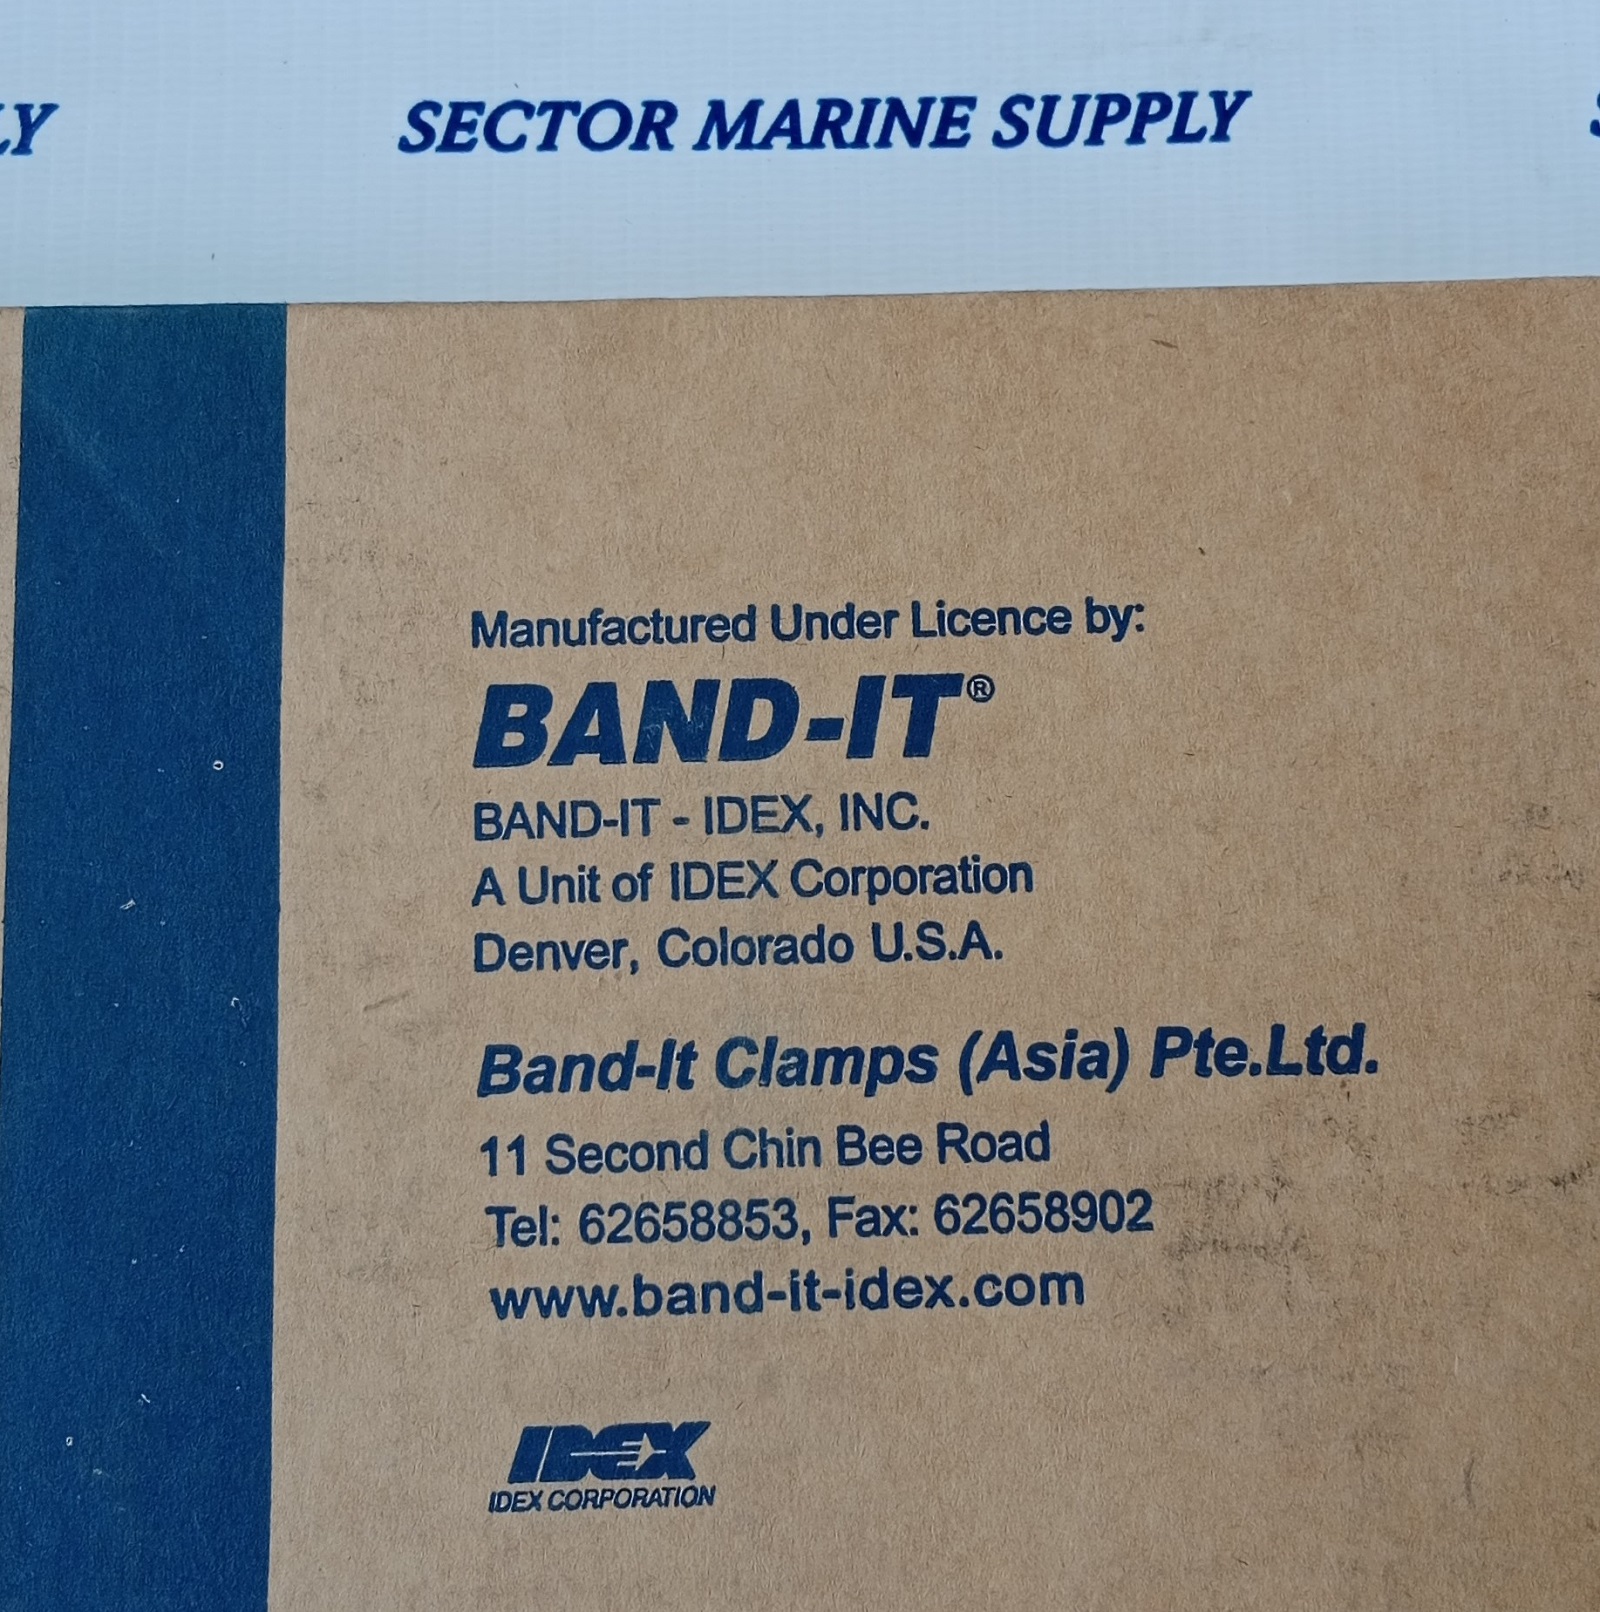 LY SECTOR MARINE SUPPLY
Manufactured Under Licence by:
BAND-IT®
BAND-IT - IDEX, INC.
A Unit of IDEX Corporation
Denver, Colorado U.S.A.
Band-It Clamps (Asia) Pte.Ltd.
11 Second Chin Bee Road
Tel: 62658853, Fax: 62658902
www.band-it-idex.com
IDEX
IDEX CORPORATION